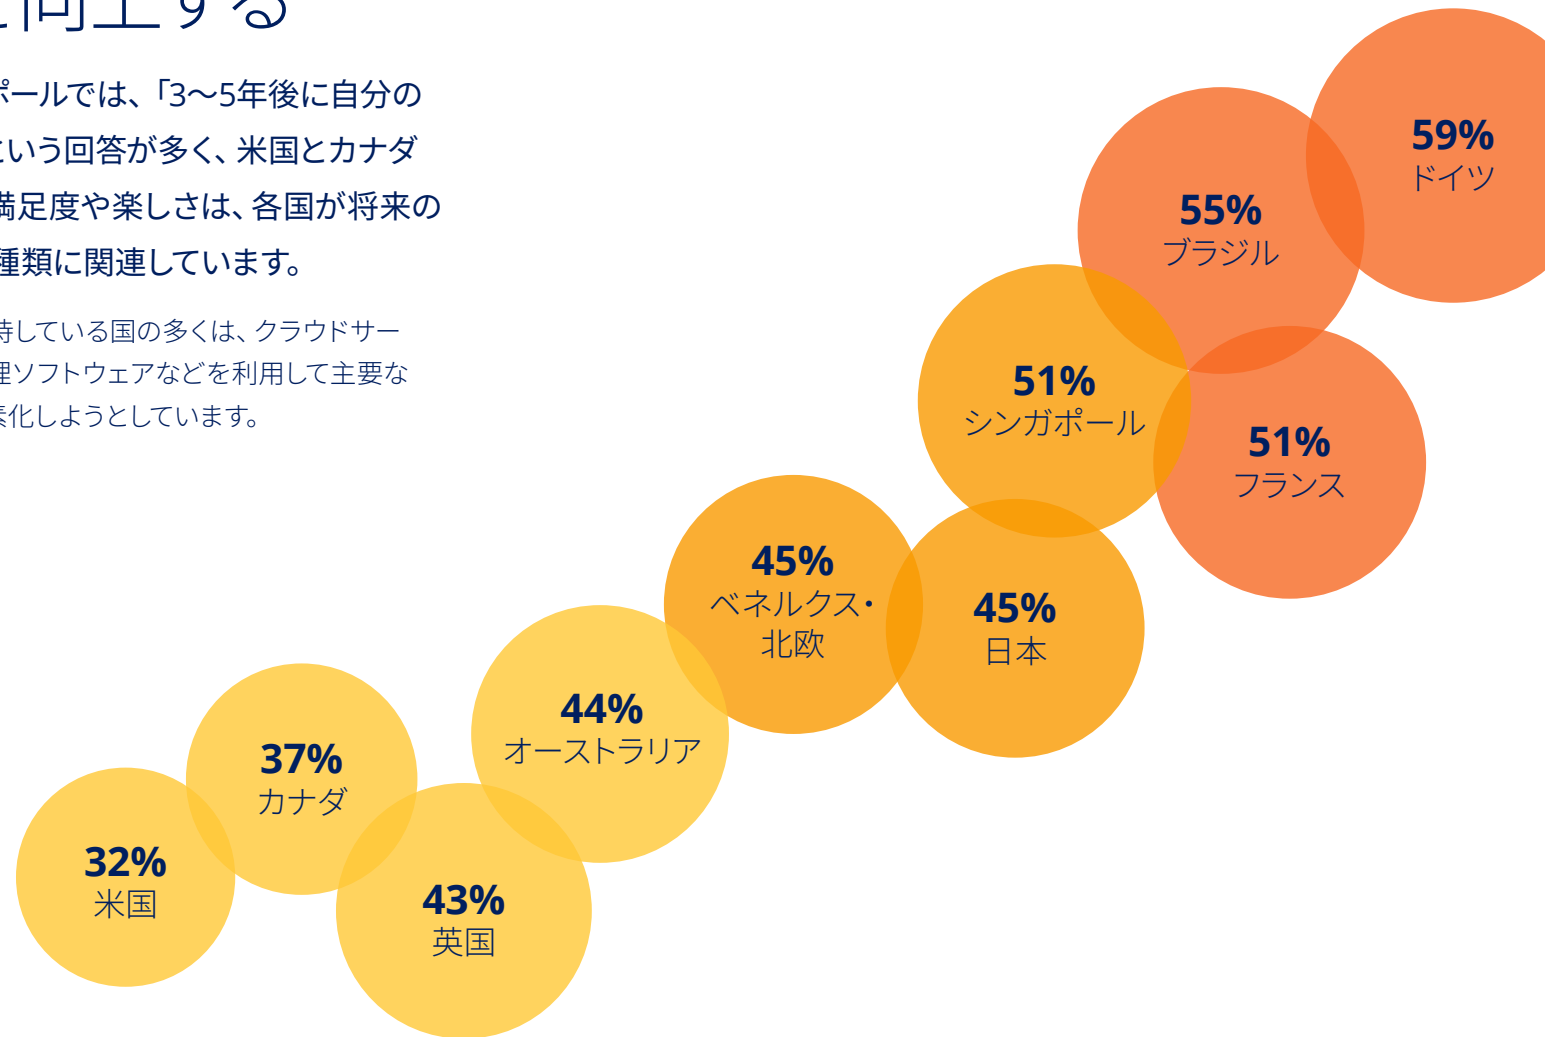 と向上する
ポールでは、「3〜5年後に自分の
という回答が多く、米国とカナダ
満足度や楽しさは、各国が将来の
種類に関連しています。
待している国の多くは、クラウドサー
理ソフトウェアなどを利用して主要な
素化しようとしています。
59%
ドイツ
55%
ブラジル
51%
シンガポール
51%
フランス
45%
ベネルクス・
北欧
45%
日本
44%
オーストラリア
37%
カナダ
32%
米国
43%
英国